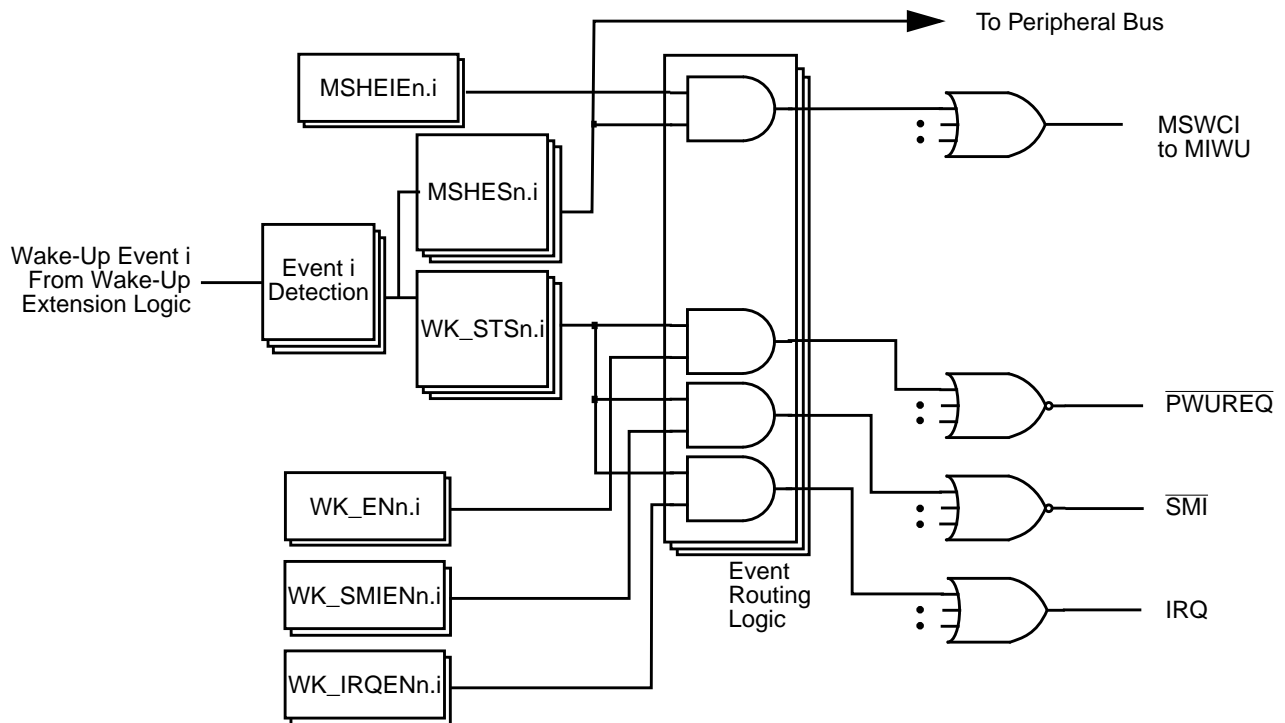 To Peripheral Bus
MSHEIEn.i
MSWCI
to MIWU
MSHESn.i
Wake-Up Event i
From Wake-Up
Extension Logic
Event i
Detection
WK_STSn.i
PWUREQ
WK_ENn.i
SMI
WK_SMIENn.i
Event
Routing
Logic
IRQ
WK_IRQENn.i